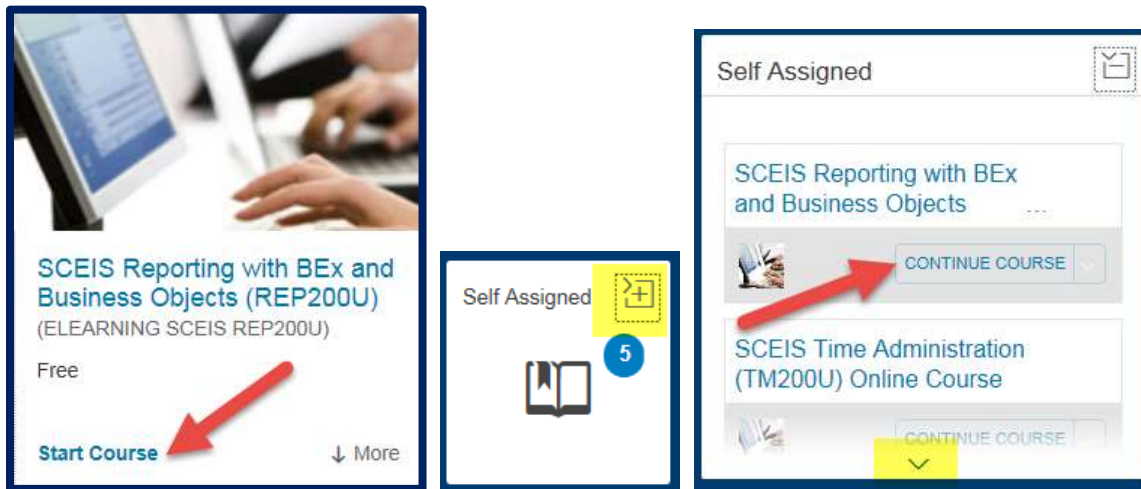 SCEIS Reporting with BEx and
Business Objects (REP200U)
(ELEARNING SCEIS REP200U)
Free
Start Course
↓ More
Self Assigned
5
Self Assigned
SCEIS Reporting with BEx
and Business Objects ...
CONTINUE COURSE
SCEIS Time Administration
(TM200U) Online Course
CONTINUE COURSE